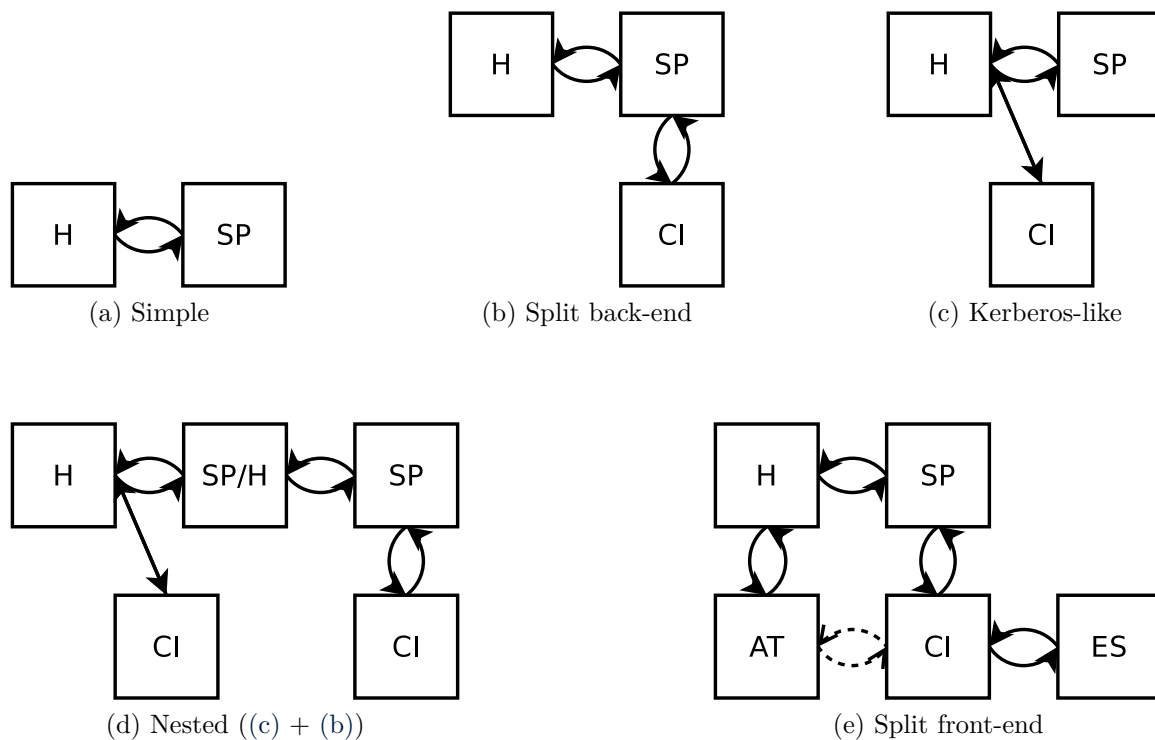 H SP H SP
CI CI
H SP
(a) Simple (b) Split back-end (c) Kerberos-like
H SP/H SP H SP
CI CI AT CI ES
(d) Nested ((c) + (b)) (e) Split front-end